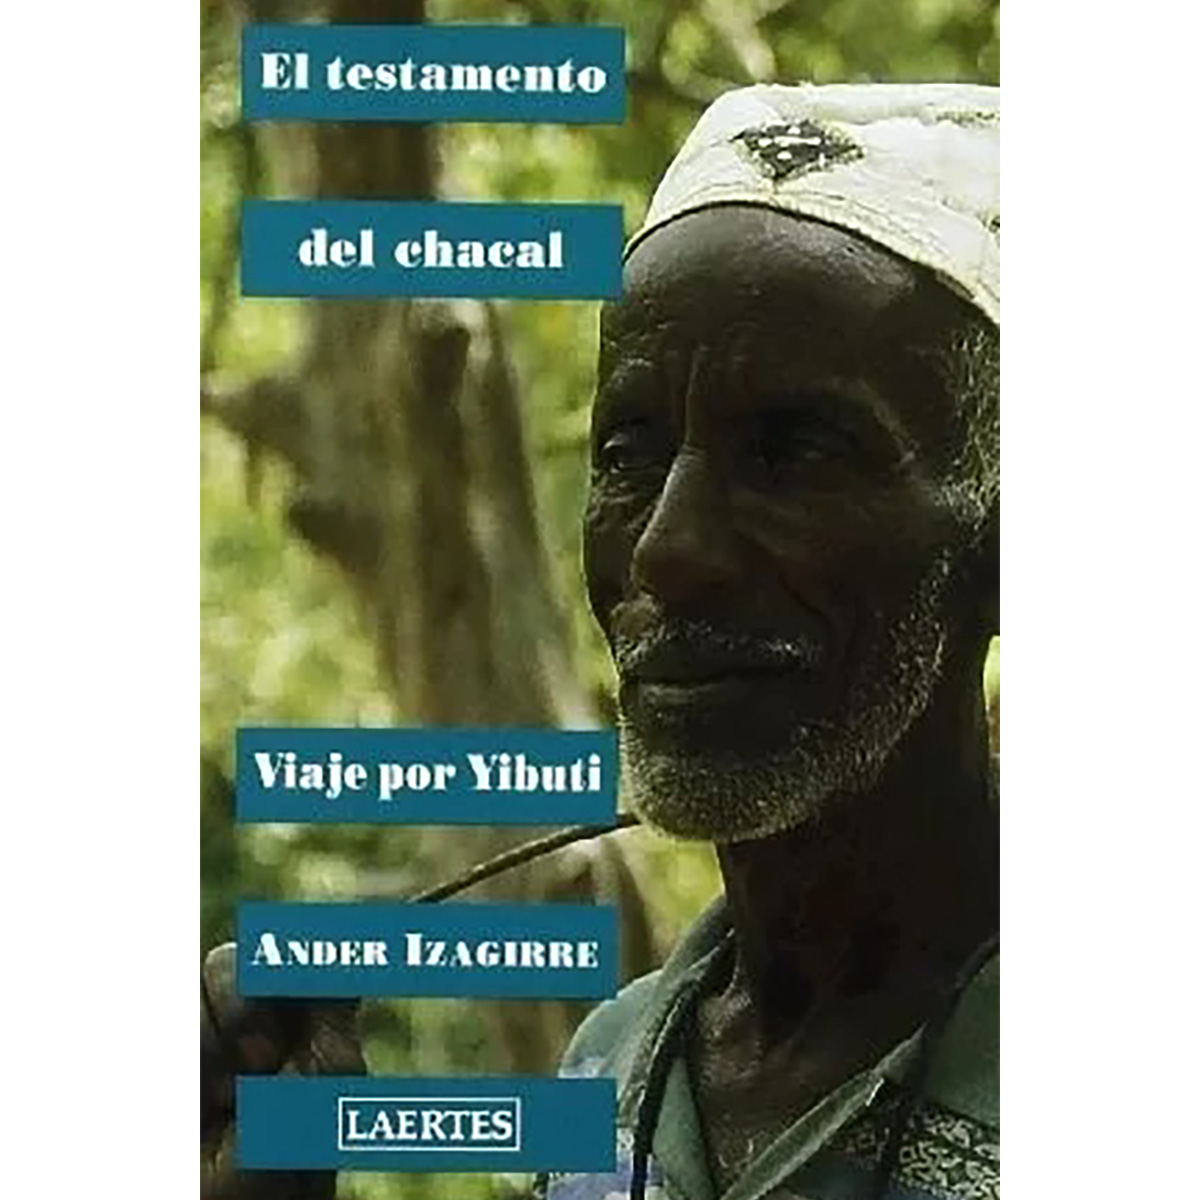 El testamento
del chacal
Viaje por Yibuti
ANDER IZAGIRRE
LAERTES